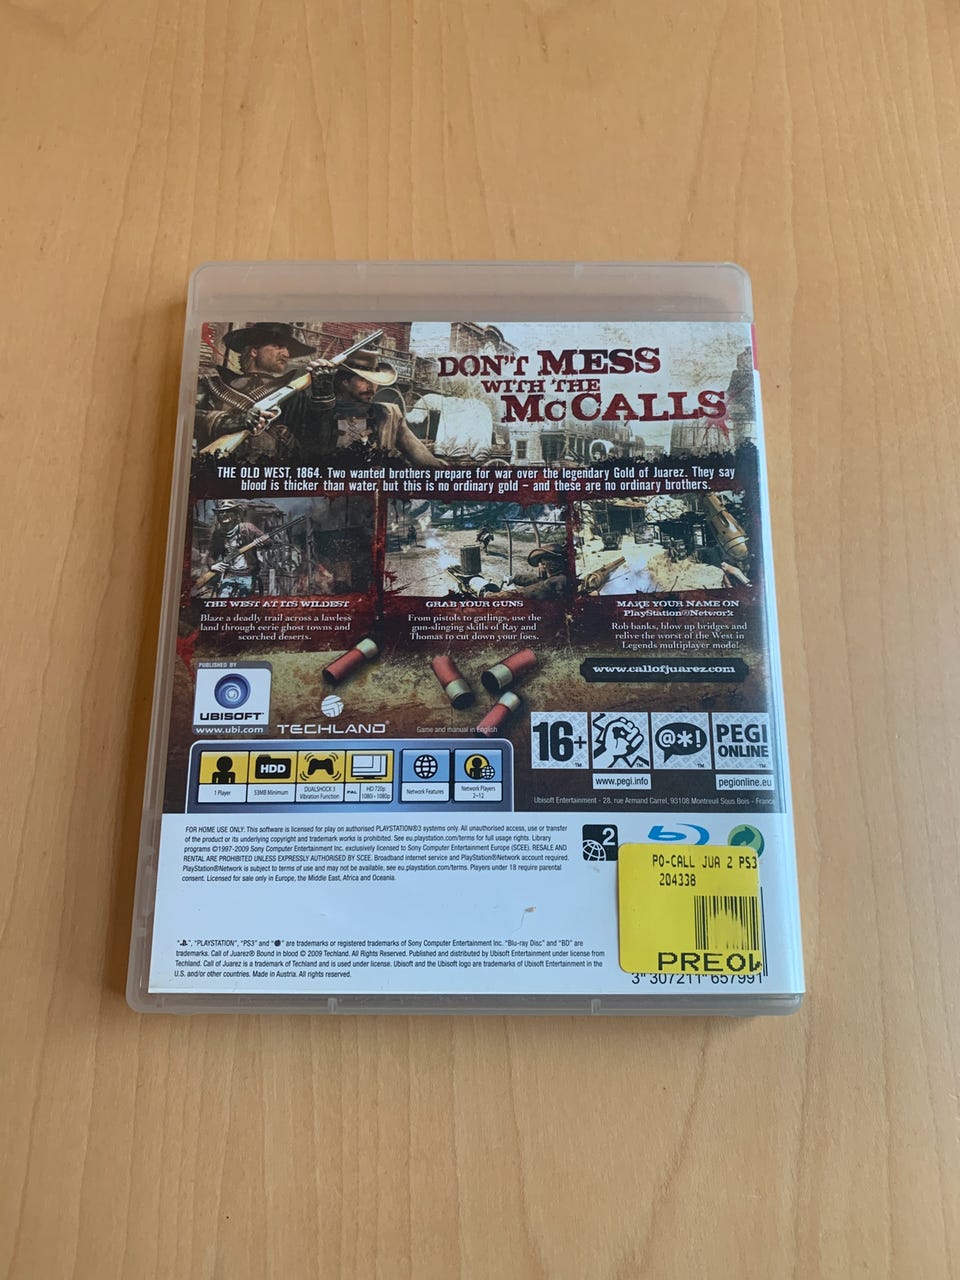 DON'T MESS
WITH THE
McCALLS
THE OLD WEST, 1864. Two wanted brothers prepare for war over the legendary Gold of Juarez. They say
blood is thicker than water, but this is no ordinary gold – and these are no ordinary brothers.
THE WEST AT ITS WILDEST
Blaze a deadly trail across a lawless
land through eerie ghost towns and
scorched deserts.
GRAB YOUR GUNS
From pistols to gatlings, use the
gun-slinging skills of Ray and
Thomas to cut down your foes.
MAKE YOUR NAME ON
PlayStation®Network
Rob banks, blow up bridges and
relive the worst of the West in
Legends multiplayer mode!
www.callofjuarez.com
PUBLISHED BY
UBISOFT
www.ubi.com
TECHLAND
Game and manual in English
16+
@*!
PEGI
ONLINE
www.pegi.info
pegionline.eu
1 Player
HDD
53MB Minimum
DUALSHOCK 3
Vibration Function
PAL
HD 720p
1080i - 1080p
Network Features
Network Players
2-12
Ubisoft Entertainment - 28, rue Armand Carrel, 93108 Montreuil Sous Bois - France
FOR HOME USE ONLY: This software is licensed for play on authorised PLAYSTATION®3 systems only. All unauthorised access, use or transfer
of the product or its underlying copyright and trademark works is prohibited. See eu.playstation.com/terms for full usage rights. Library
programs ©1997-2009 Sony Computer Entertainment Inc. exclusively licensed to Sony Computer Entertainment Europe (SCEE). RESALE AND
RENTAL ARE PROHIBITED UNLESS EXPRESSLY AUTHORISED BY SCEE. Broadband internet service and PlayStation®Network account required.
PlayStation®Network is subject to terms of use and may not be available, see eu.playstation.com/terms. Players under 18 require parental
consent. Licensed for sale only in Europe, the Middle East, Africa and Oceania.
2
PO-CALL JUA 2 PS3
204338
PREOW
3 307211 657991
“ ”, “PLAYSTATION”, “PS3” and “ ” are trademarks or registered trademarks of Sony Computer Entertainment Inc. “Blu-ray Disc” and “BD” are
trademarks. Call of Juarez® Bound in blood © 2009 Techland. All Rights Reserved. Published and distributed by Ubisoft Entertainment under license from
Techland. Call of Juarez is a trademark of Techland and is used under license. Ubisoft and the Ubisoft logo are trademarks of Ubisoft Entertainment in the
U.S. and/or other countries. Made in Austria. All rights reserved.